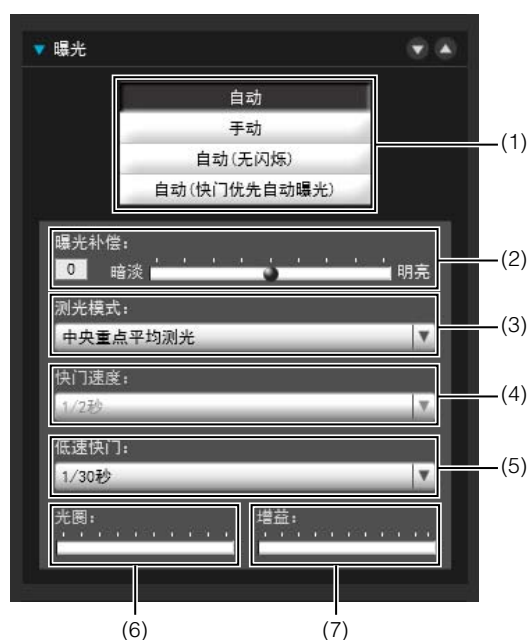 曝光
自动
手动
自动(无闪烁)
自动(快门优先自动曝光)
(1)
曝光补偿:
0 暗淡 明亮
(2)
测光模式:
中央重点平均测光
(3)
快门速度:
1/2秒
(4)
低速快门:
1/30秒
(5)
光圈: 增益:
(6) (7)